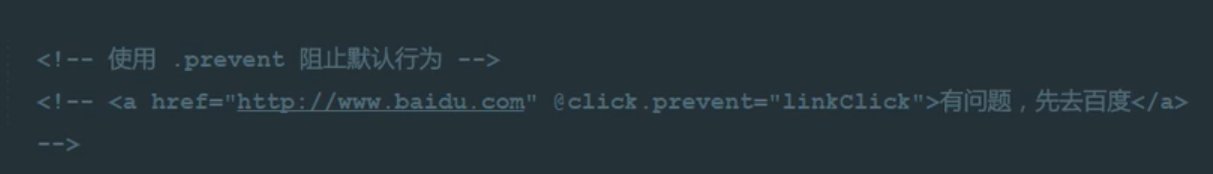 <!-- 使用 .prevent 阻止默认行为 -->
<!-- <a href="http://www.baidu.com" @click.prevent="linkClick">有问题，先去百度</a>
-->